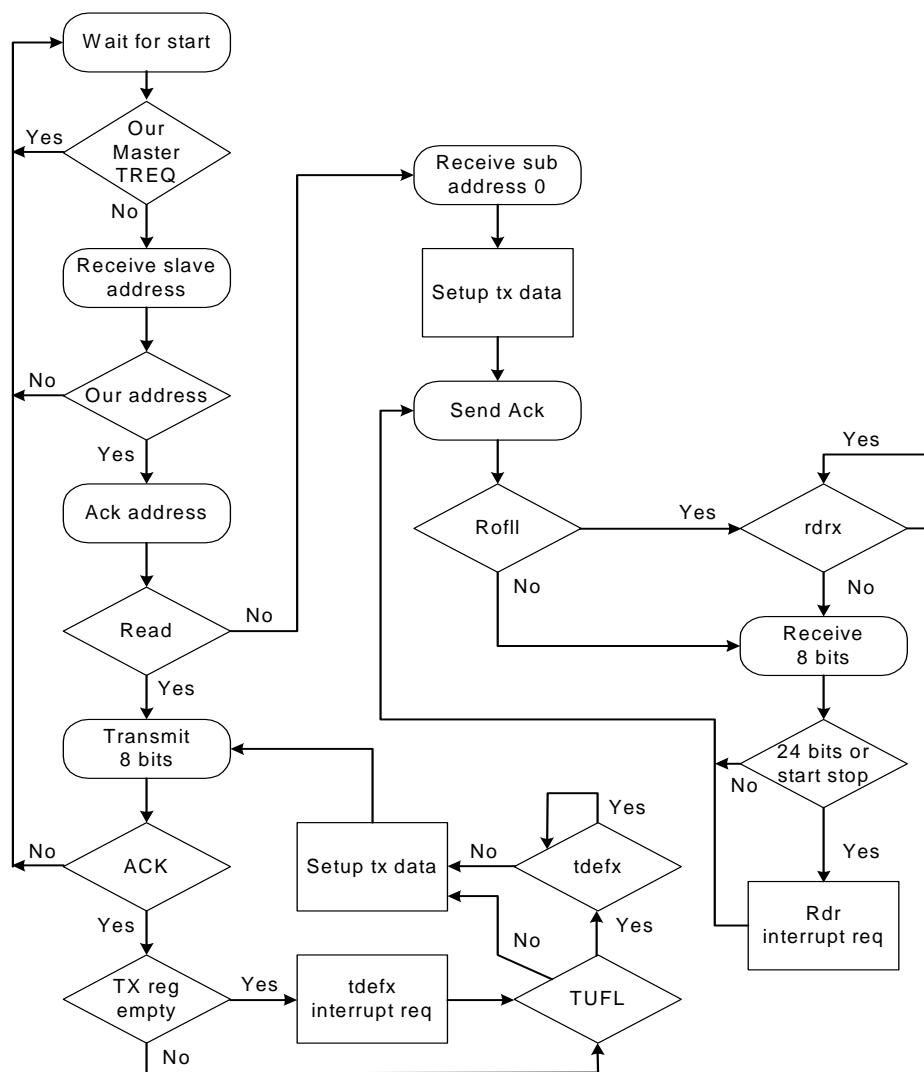 Wait for start
Yes
Our
Master
TREQ
No
Receive slave
address
No
Our address
Yes
Ack address
Read
No
Yes
Transmit
8 bits
No
ACK
Yes
TX reg
empty
Yes
No
tdefx
interrupt req
TUFL
No
Yes
Setup tx data
No
tdefx
Yes
Receive sub
address 0
Setup tx data
Send Ack
Rofll
Yes
No
rdrx
Yes
No
Receive
8 bits
24 bits or
start stop
No
Yes
Rdr
interrupt req